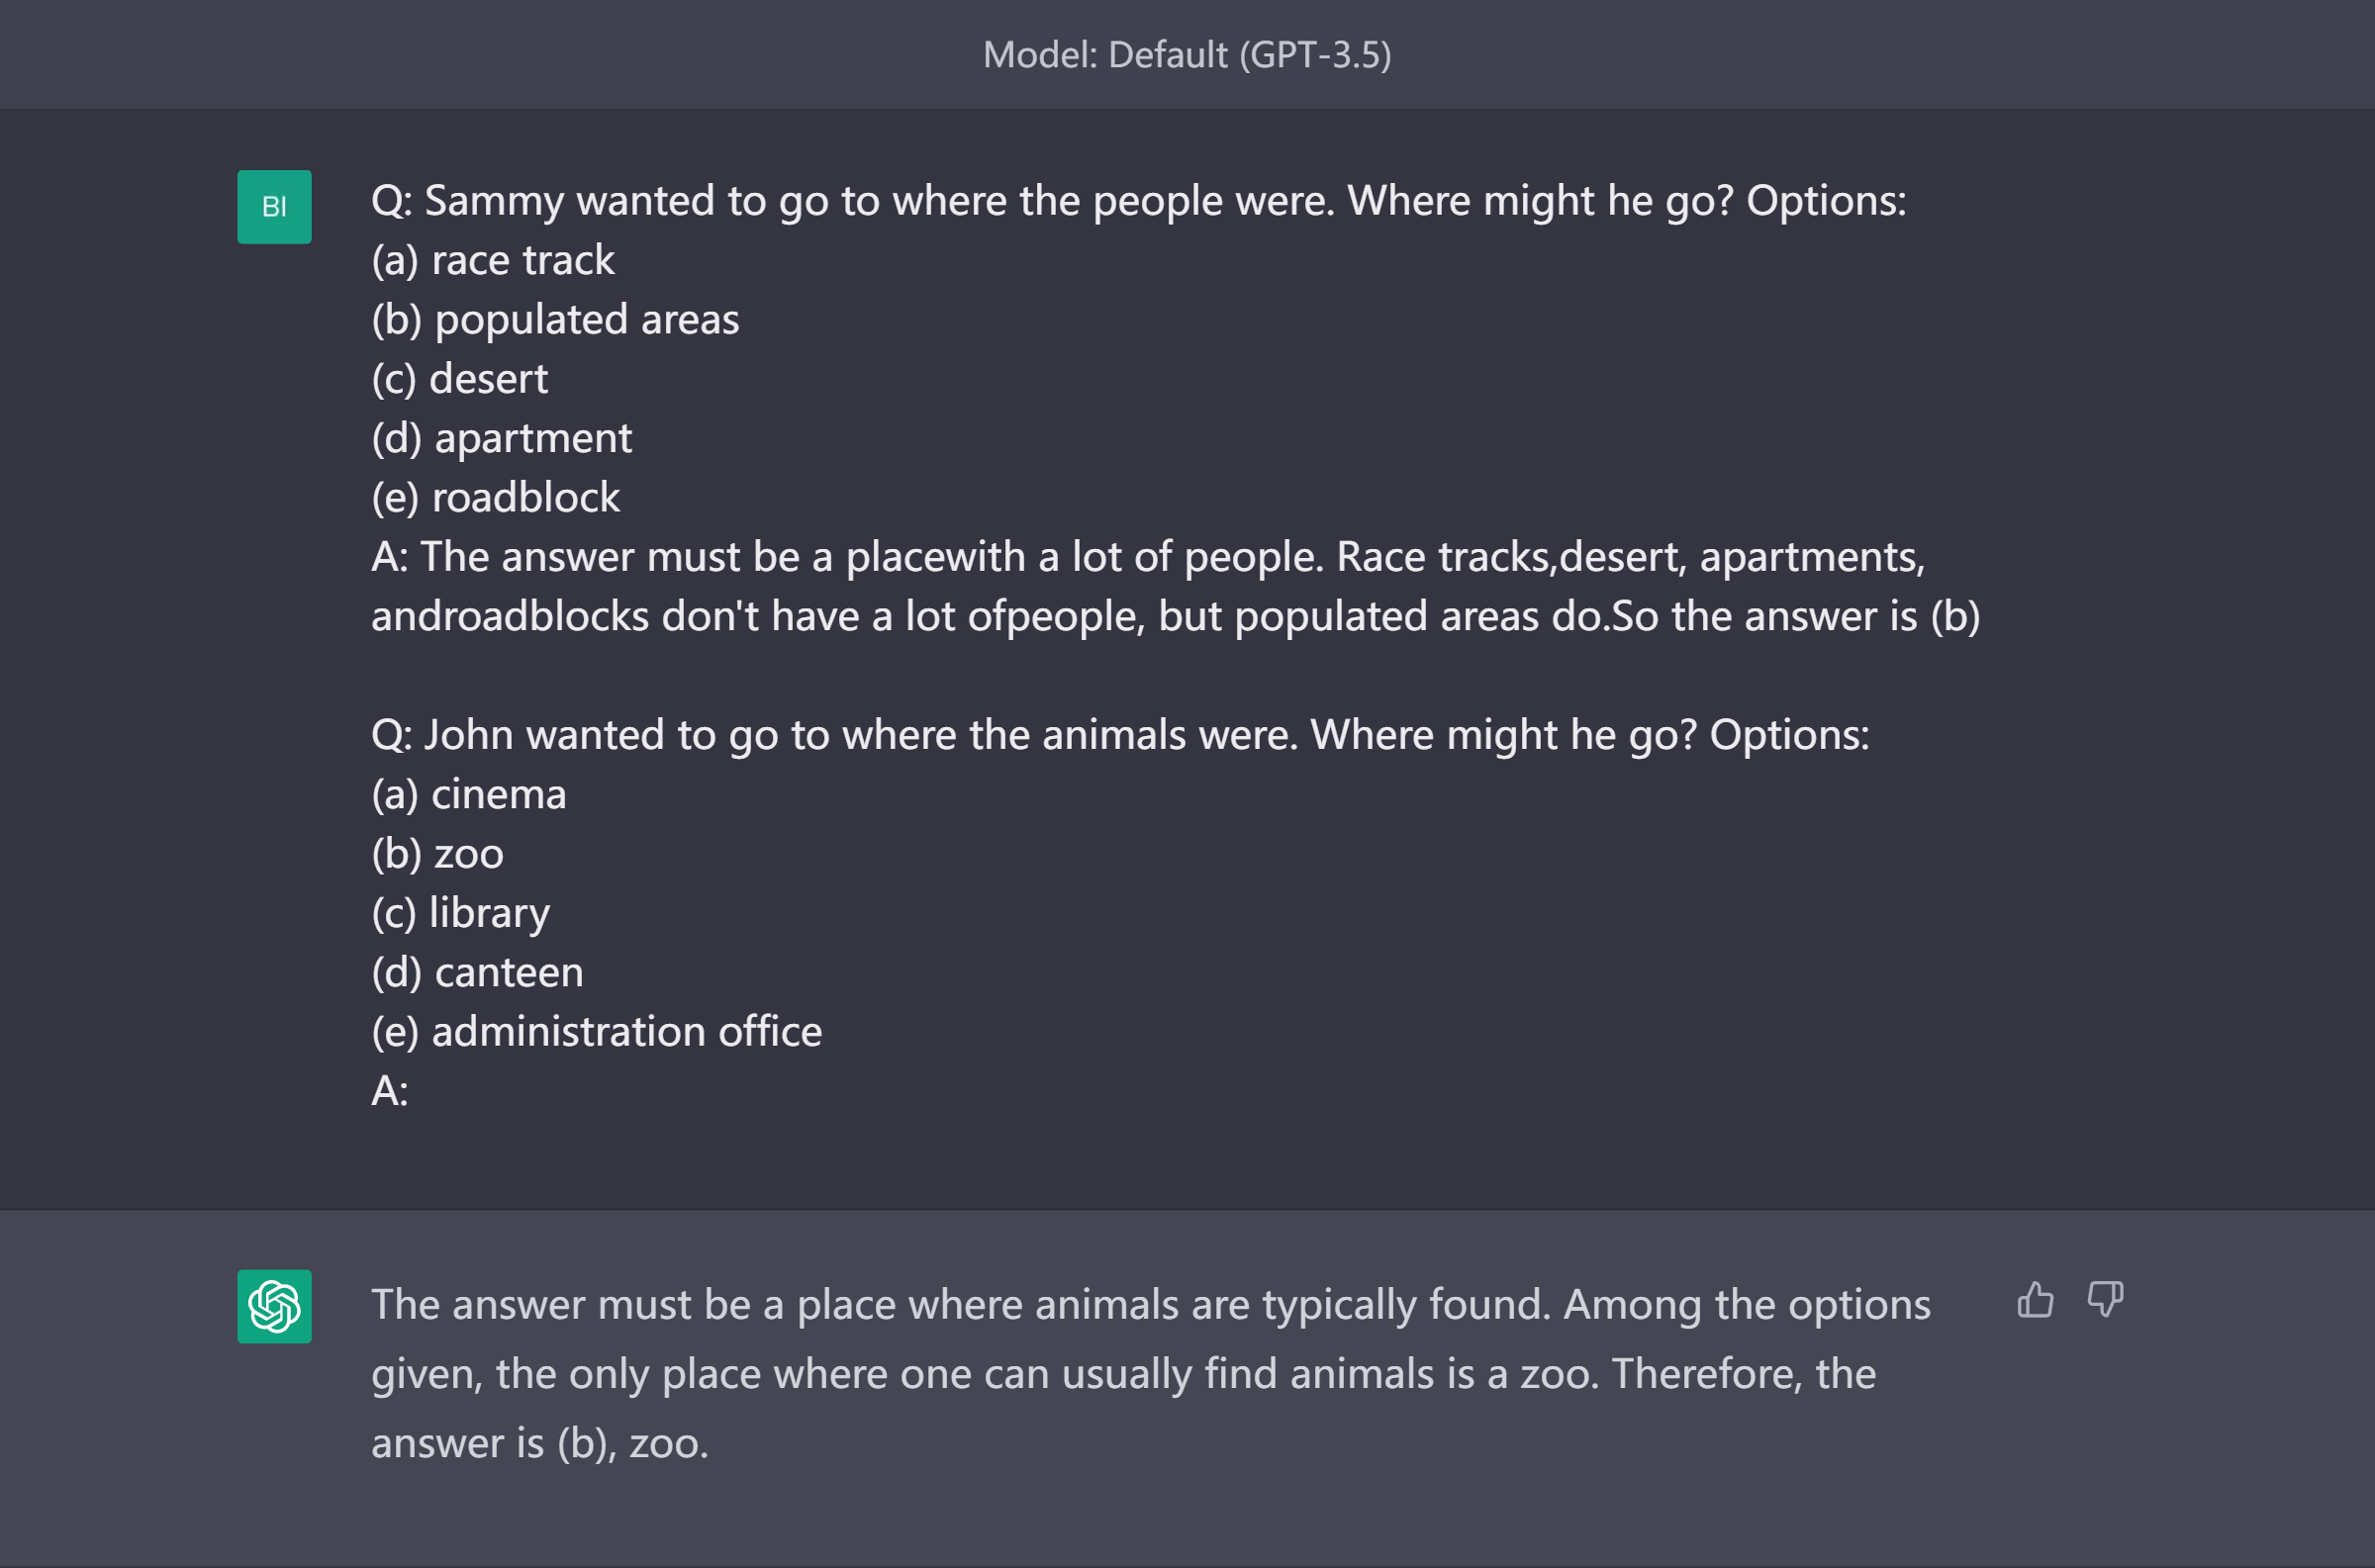 Model: Default (GPT-3.5)
BI
Q: Sammy wanted to go to where the people were. Where might he go? Options:
(a) race track
(b) populated areas
(c) desert
(d) apartment
(e) roadblock
A: The answer must be a placewith a lot of people. Race tracks,desert, apartments,
androadblocks don't have a lot ofpeople, but populated areas do.So the answer is (b)
Q: John wanted to go to where the animals were. Where might he go? Options:
(a) cinema
(b) zoo
(c) library
(d) canteen
(e) administration office
A:
The answer must be a place where animals are typically found. Among the options
given, the only place where one can usually find animals is a zoo. Therefore, the
answer is (b), zoo.